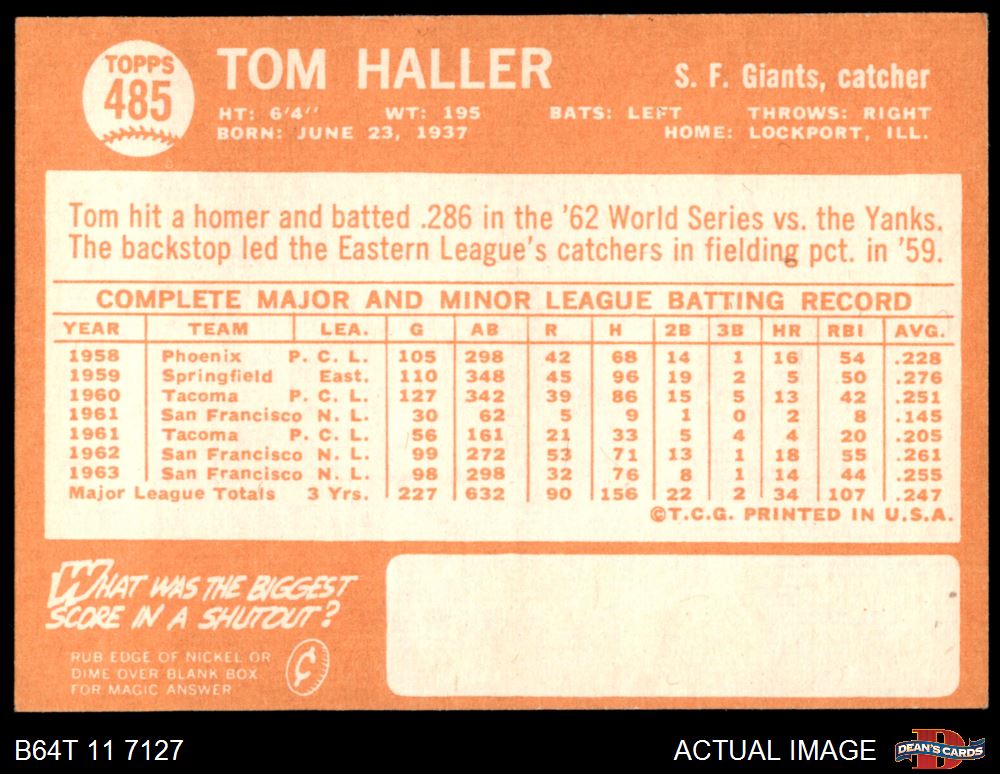 TOPPS
485
TOM HALLER
S. F. Giants, catcher
HT: 6'4'' WT: 195 BATS: LEFT THROWS: RIGHT
BORN: JUNE 23, 1937 HOME: LOCKPORT, ILL.
Tom hit a homer and batted .286 in the '62 World Series vs. the Yanks.
The backstop led the Eastern League's catchers in fielding pct. in '59.
COMPLETE MAJOR AND MINOR LEAGUE BATTING RECORD
YEAR TEAM LEA. G AB R H 2B 3B HR RBI AVG.
1958 Phoenix P. C. L. 105 298 42 68 14 1 16 54 .228
1959 Springfield East. 110 348 45 96 19 2 5 50 .276
1960 Tacoma P. C. L. 127 342 39 86 15 5 13 42 .251
1961 San Francisco N. L. 30 62 5 9 1 0 2 8 .145
1961 Tacoma P. C. L. 56 161 21 33 5 4 4 20 .205
1962 San Francisco N. L. 99 272 53 71 13 1 18 55 .261
1963 San Francisco N. L. 98 298 32 76 8 1 14 44 .255
Major League Totals 3 Yrs. 227 632 90 156 22 2 34 107 .247
©T.C.G. PRINTED IN U.S.A.
WHAT WAS THE BIGGEST
SCORE IN A SHUTOUT?
RUB EDGE OF NICKEL OR
DIME OVER BLANK BOX
FOR MAGIC ANSWER
¢
B64T 11 7127
ACTUAL IMAGE
D
DEAN'S CARDS